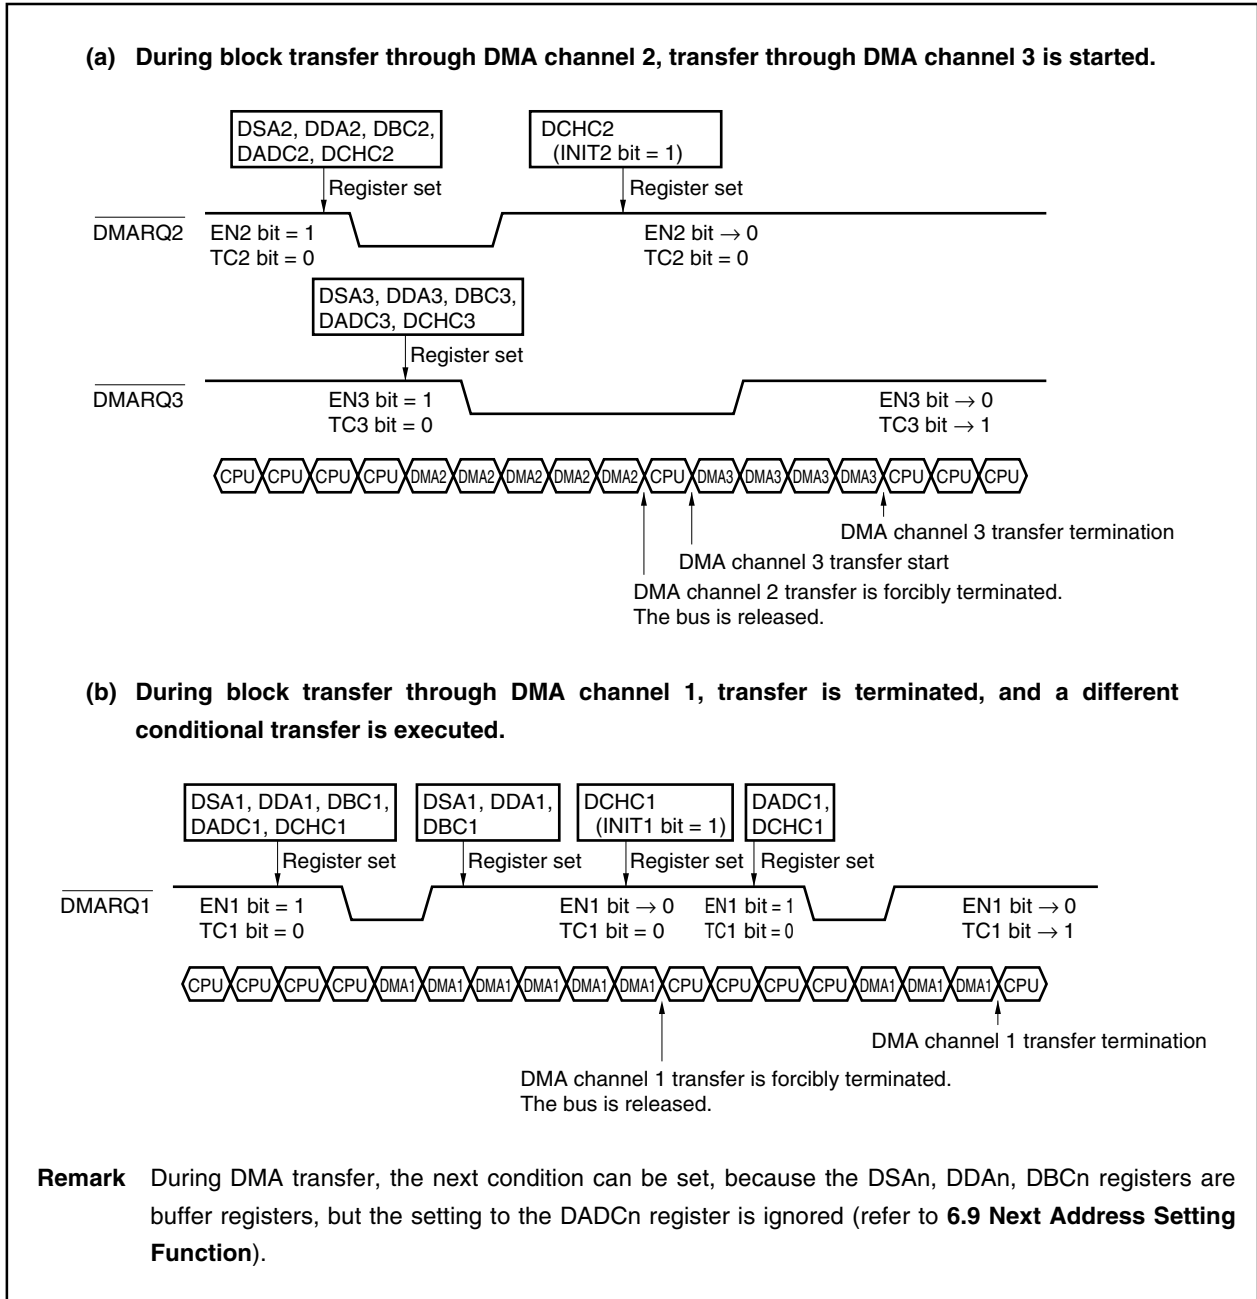 (a) During block transfer through DMA channel 2, transfer through DMA channel 3 is started.
DSA2, DDA2, DBC2,
DADC2, DCHC2
DCHC2
(INIT2 bit = 1)
Register set
Register set
DMARQ2
EN2 bit = 1
TC2 bit = 0
EN2 bit → 0
TC2 bit = 0
DSA3, DDA3, DBC3,
DADC3, DCHC3
Register set
DMARQ3
EN3 bit = 1
TC3 bit = 0
EN3 bit → 0
TC3 bit → 1
CPU CPU CPU CPU DMA2 DMA2 DMA2 DMA2 DMA2 CPU DMA3 DMA3 DMA3 DMA3 CPU CPU CPU
DMA channel 3 transfer termination
DMA channel 3 transfer start
DMA channel 2 transfer is forcibly terminated.
The bus is released.
(b) During block transfer through DMA channel 1, transfer is terminated, and a different
conditional transfer is executed.
DSA1, DDA1, DBC1,
DADC1, DCHC1
DSA1, DDA1,
DBC1
DCHC1
(INIT1 bit = 1)
DADC1,
DCHC1
Register set
Register set
Register set
Register set
DMARQ1
EN1 bit = 1
TC1 bit = 0
EN1 bit → 0
TC1 bit = 0
EN1 bit = 1
TC1 bit = 0
EN1 bit → 0
TC1 bit → 1
CPU CPU CPU CPU DMA1 DMA1 DMA1 DMA1 DMA1 DMA1 CPU CPU CPU CPU DMA1 DMA1 DMA1 CPU
DMA channel 1 transfer termination
DMA channel 1 transfer is forcibly terminated.
The bus is released.
Remark During DMA transfer, the next condition can be set, because the DSAn, DDAn, DBCn registers are
buffer registers, but the setting to the DADCn register is ignored (refer to 6.9 Next Address Setting
Function).